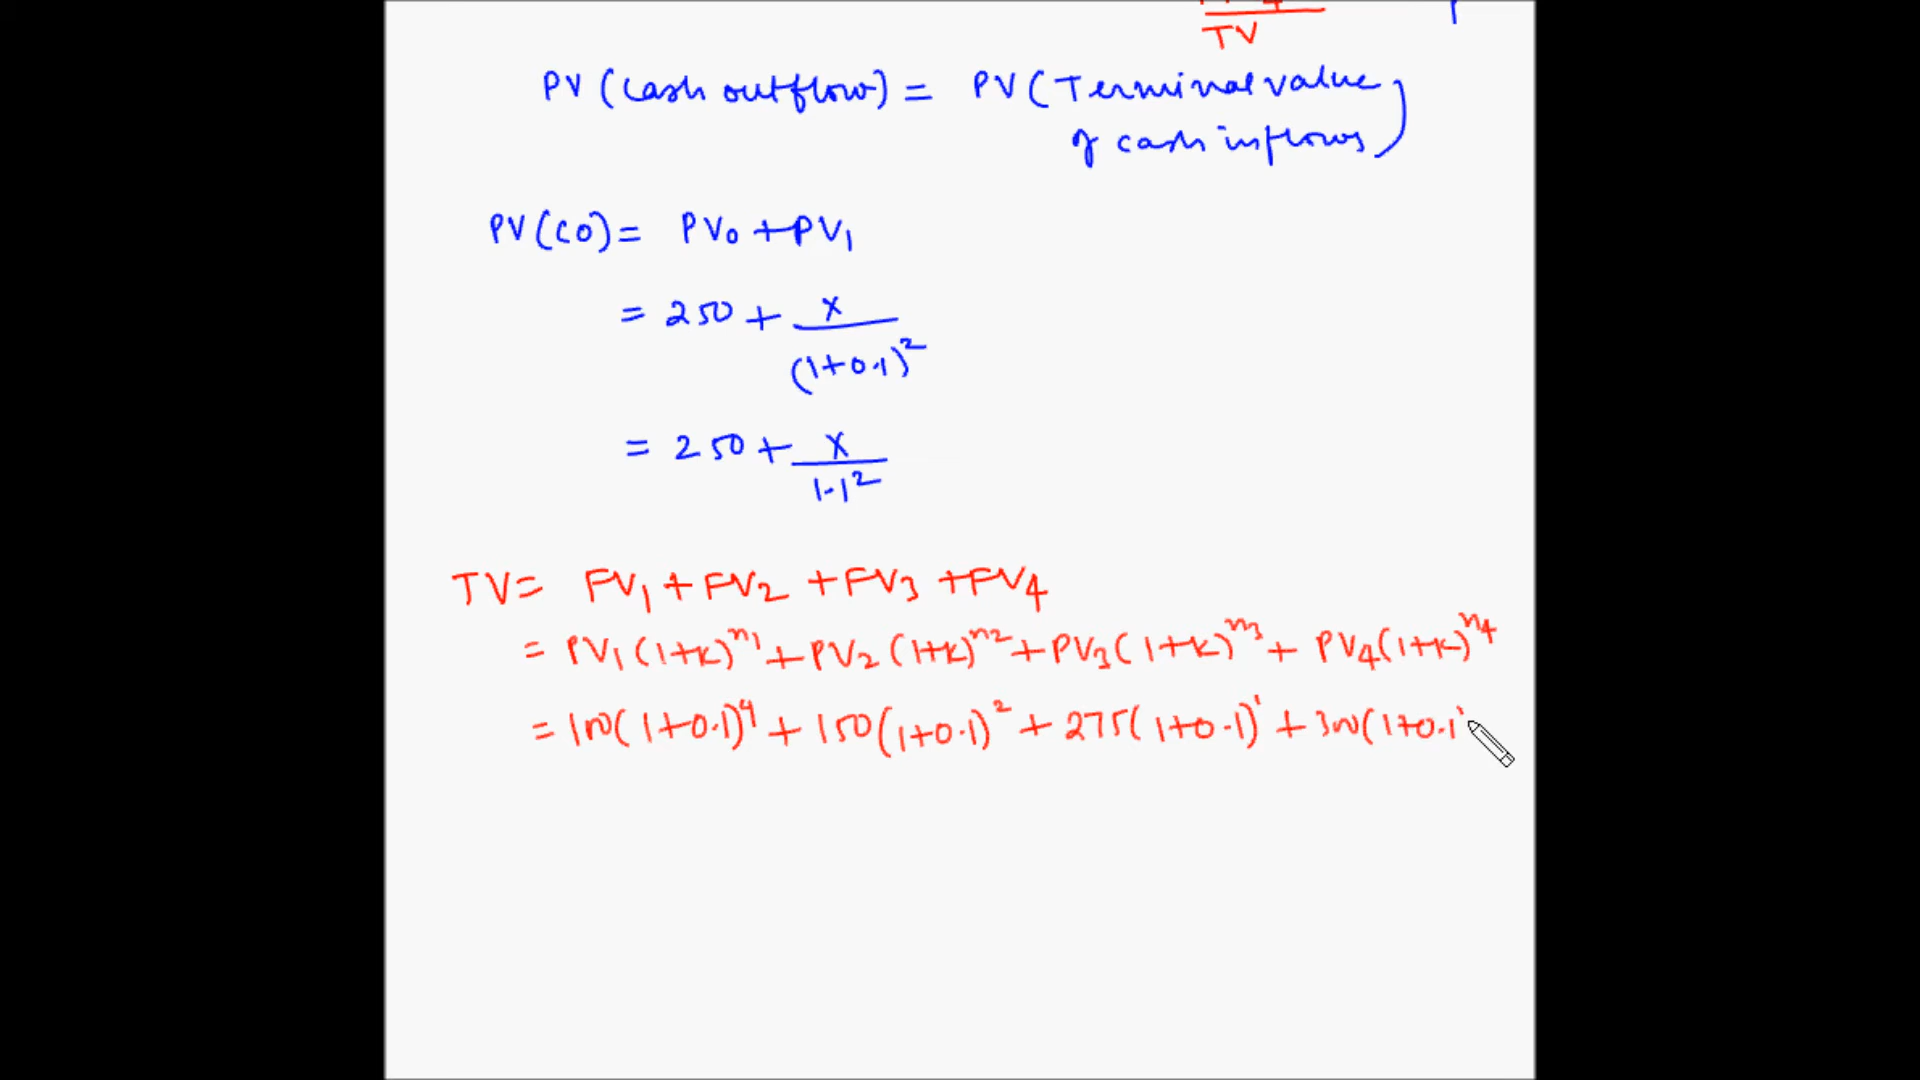 TV
PV (cash outflow) = PV (Terminal value
of cash inflows)
PV(CO) = PV0 + PV1
= 250 + x
(1+0.1)^2
= 250 + x
1.1^2
TV = FV1 + FV2 + FV3 + FV4
= PV1 (1+k)^n1 + PV2 (1+k)^n2 + PV3 (1+k)^n3 + PV4 (1+k)^n4
= 100 (1+0.1)^4 + 150 (1+0.1)^2 + 275 (1+0.1)^1 + 300 (1+0.1)